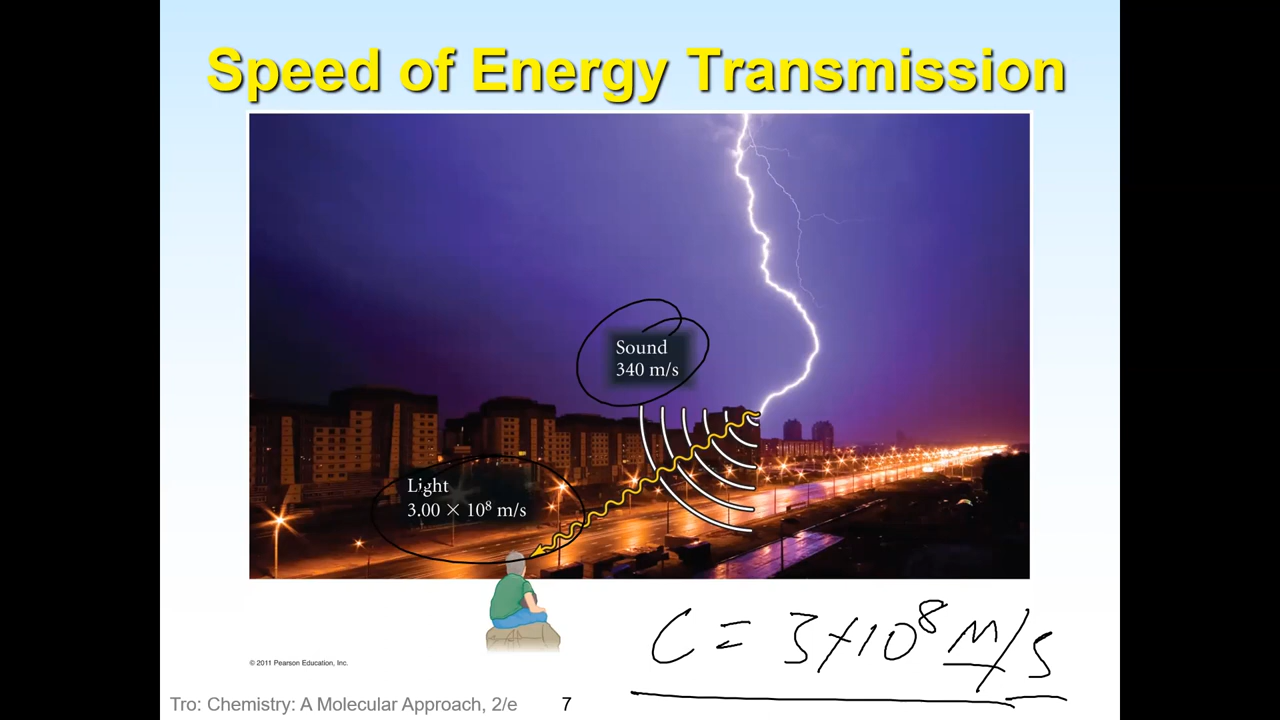 Speed of Energy Transmission
Sound
340 m/s
Light
3.00 × 10⁸ m/s
C = 3×10⁸ m/s
© 2011 Pearson Education, Inc.
Tro: Chemistry: A Molecular Approach, 2/e
7